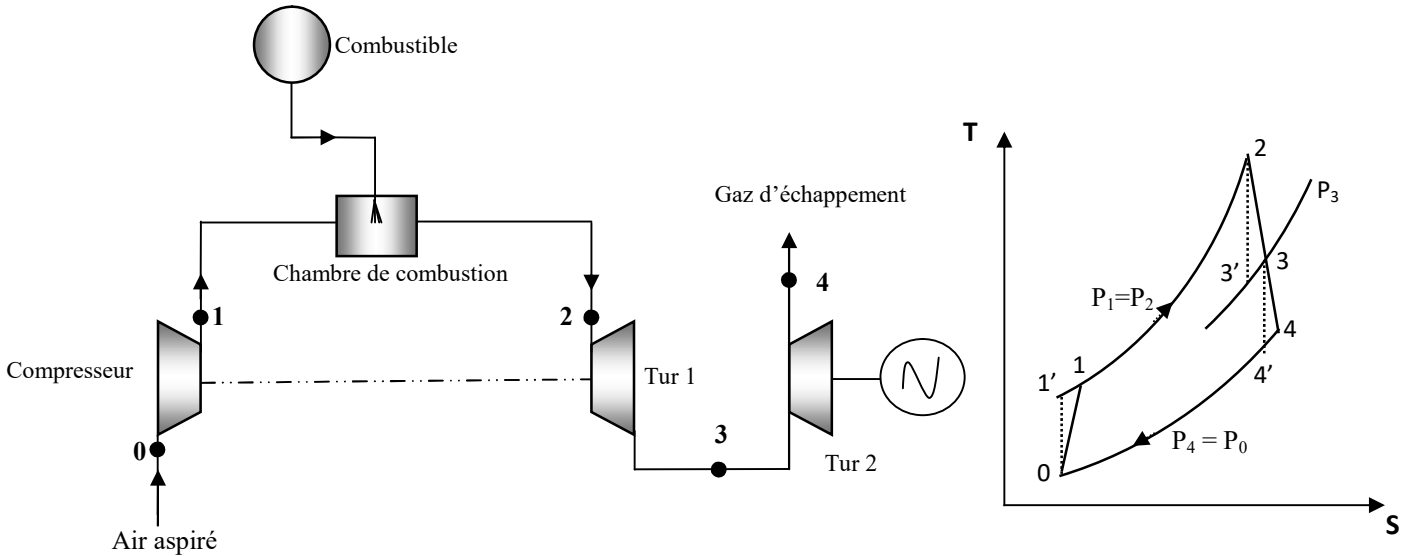 Combustible
Gaz d’échappement
Chambre de combustion
1
2
4
Compresseur
Tur 1
0
3
Tur 2
Air aspiré
T
2
P₃
3
3’
P₁=P₂
4
1
1’
4’
P₄ = P₀
0
S